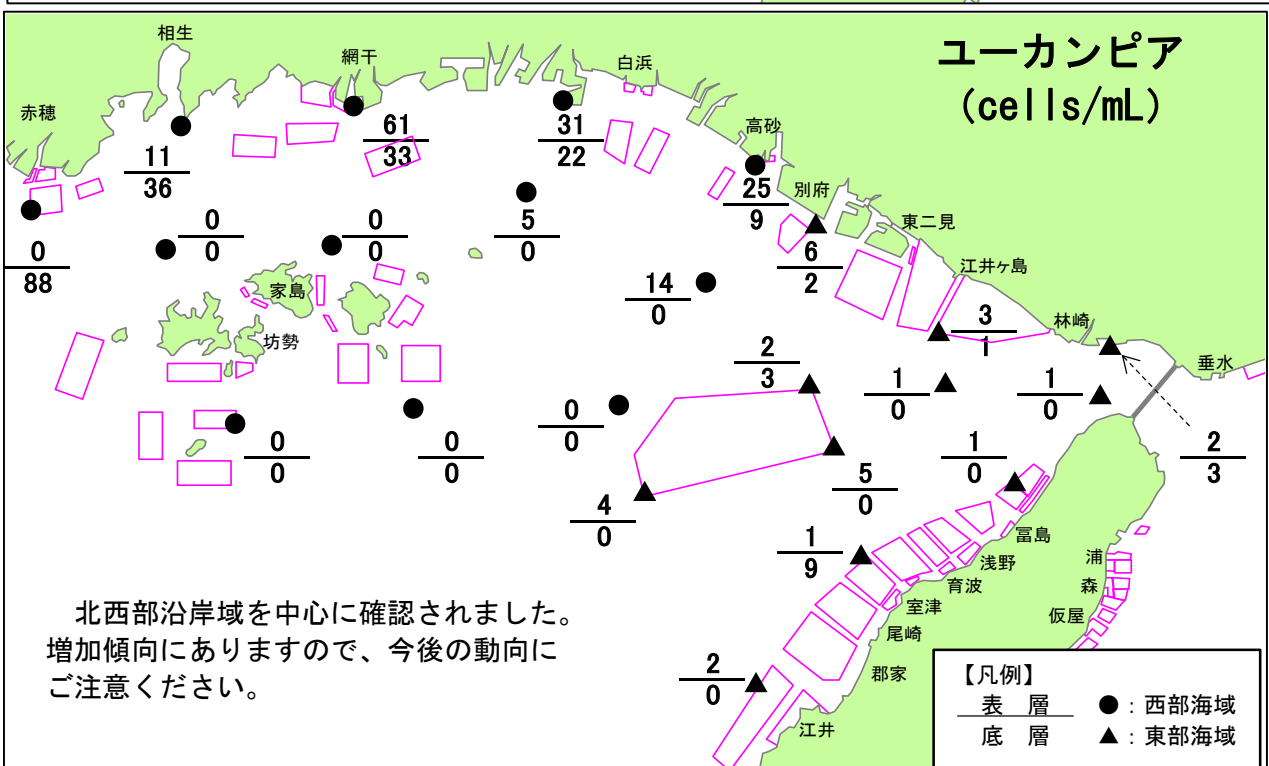 ユーカンピア
(cells/mL)
相生
網干
白浜
赤穂
高砂
別府
東二見
江井ヶ島
林崎
垂水
家島
坊勢
富島
浅野
育波
室津
尾崎
郡家
江井
浦
森
仮屋
61
33
31
22
11
36
25
9
0
88
0
0
0
0
5
0
6
2
14
0
3
1
2
3
1
0
1
0
0
0
0
0
0
0
1
0
2
3
5
0
4
0
1
9
2
0
北西部沿岸域を中心に確認されました。
増加傾向にありますので、今後の動向に
ご注意ください。
【凡例】
表 層 ●:西部海域
底 層 ▲:東部海域